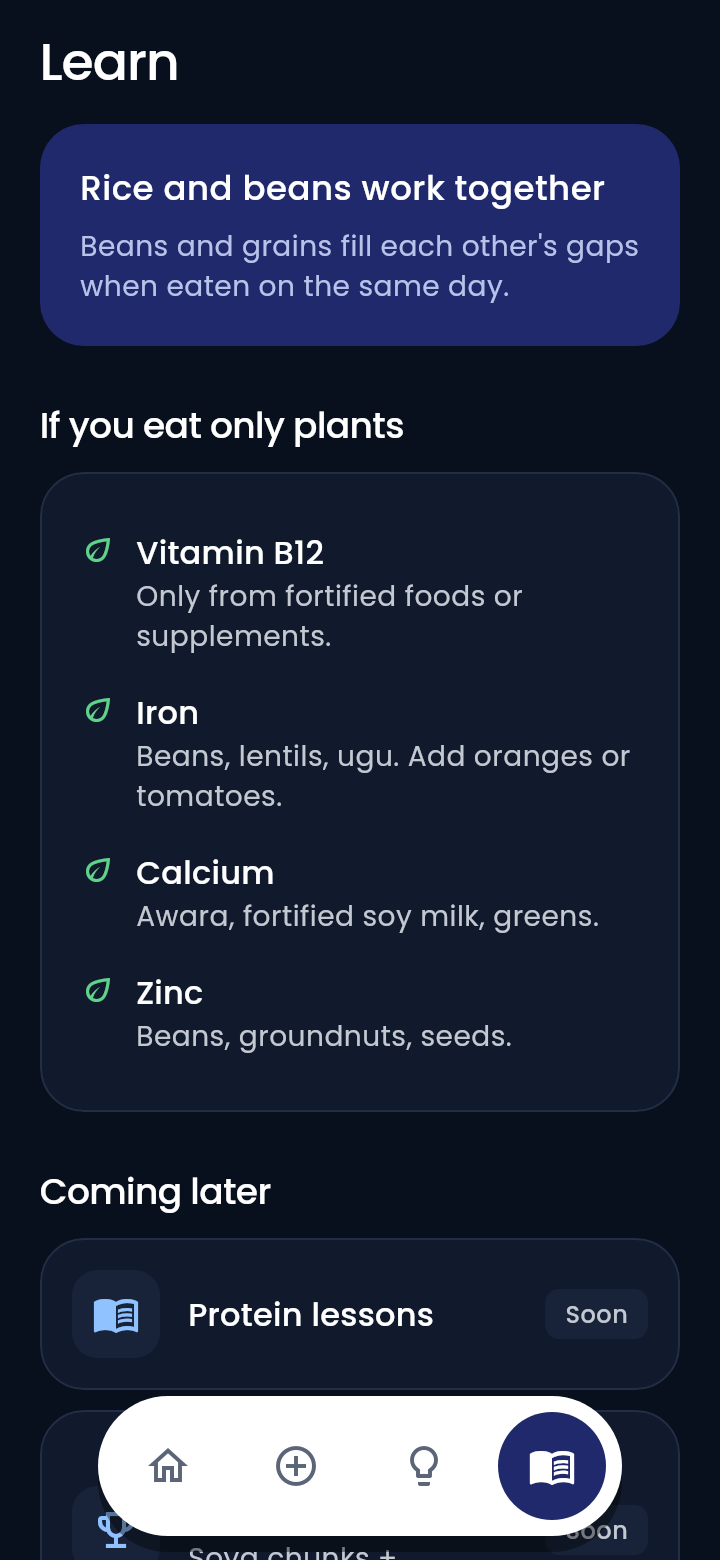 Learn
Rice and beans work together
Beans and grains fill each other's gaps
when eaten on the same day.
If you eat only plants
Vitamin B12
Only from fortified foods or
supplements.
Iron
Beans, lentils, ugu. Add oranges or
tomatoes.
Calcium
Awara, fortified soy milk, greens.
Zinc
Beans, groundnuts, seeds.
Coming later
Protein lessons
Soon
Soon
Soya chunks +